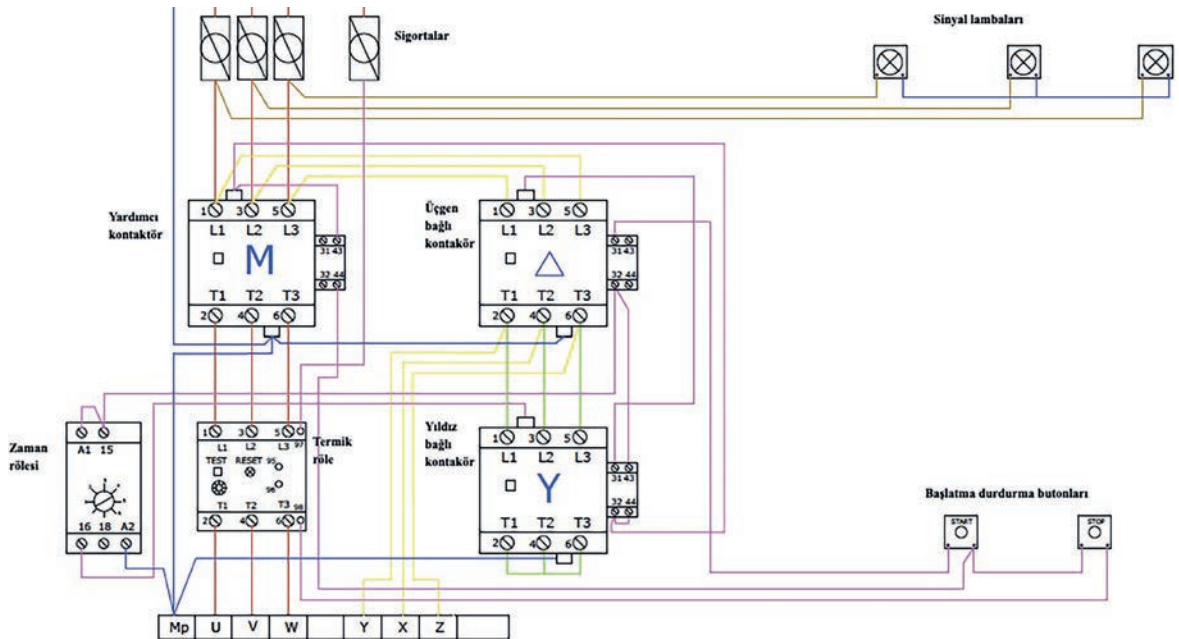 Sigortalar
Sinyal lambaları
Yardımcı
kontaktör
1 3 5
L1 L2 L3
M
31 43
32 44
T1 T2 T3
2 4 6
Üçgen
bağlı
kontakör
1 3 5
L1 L2 L3
31 43
32 44
T1 T2 T3
2 4 6
Zaman
rölesi
A1 15
16 18 A2
1 3 5 97
L1 L2 L3
TEST RESET 95
96
T1 T2 T3 98
2 4 6
Termik
röle
Yıldız
bağlı
kontakör
1 3 5
L1 L2 L3
Y
31 43
32 44
T1 T2 T3
2 4 6
Başlatma durdurma butonları
START
STOP
Mp U V W Y X Z